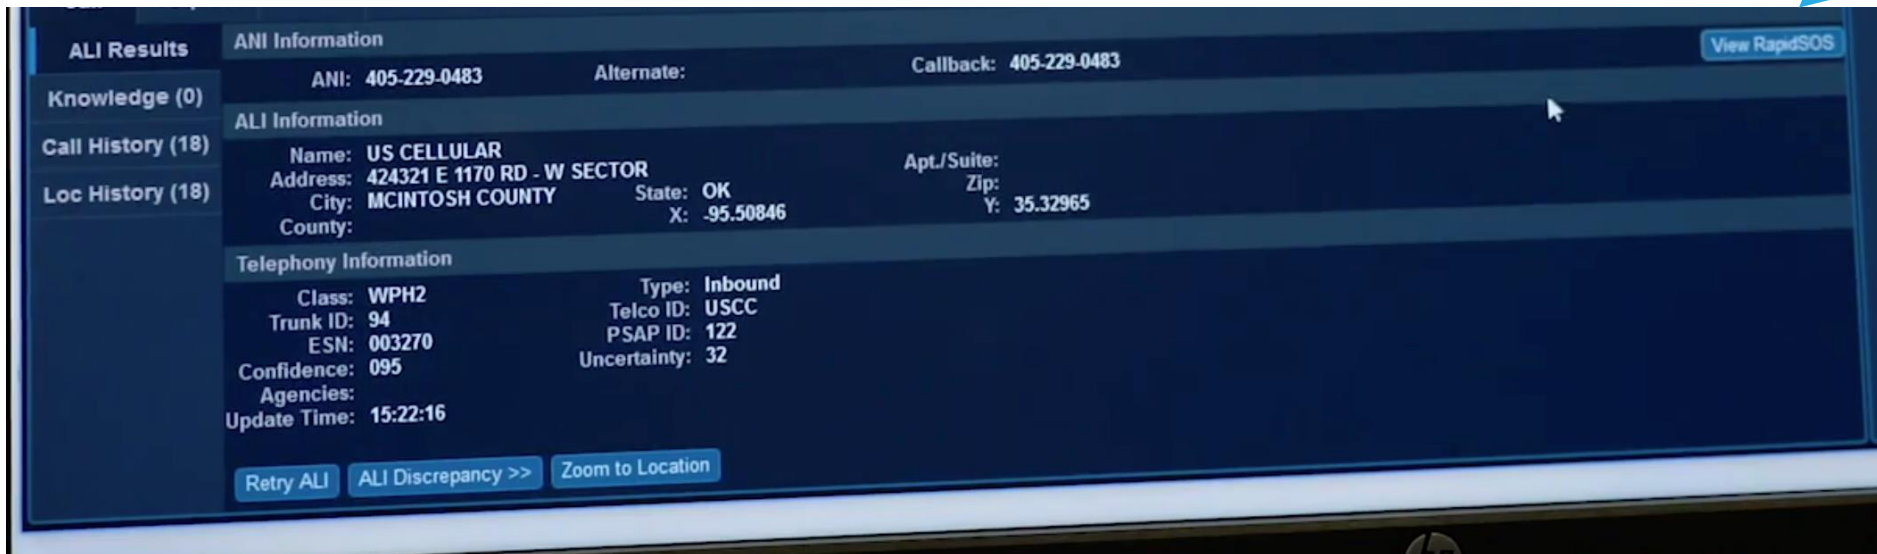 ALI Results
Knowledge (0)
Call History (18)
Loc History (18)
ANI Information
View RapidSOS
ANI: 405-229-0483 Alternate: Callback: 405-229-0483
ALI Information
Name: US CELLULAR
Address: 424321 E 1170 RD - W SECTOR Apt./Suite:
City: MCINTOSH COUNTY State: OK Zip:
County: X: -95.50846 Y: 35.32965
Telephony Information
Class: WPH2 Type: Inbound
Trunk ID: 94 Telco ID: USCC
ESN: 003270 PSAP ID: 122
Confidence: 095 Uncertainty: 32
Agencies:
Update Time: 15:22:16
Retry ALI ALI Discrepancy >> Zoom to Location
hp